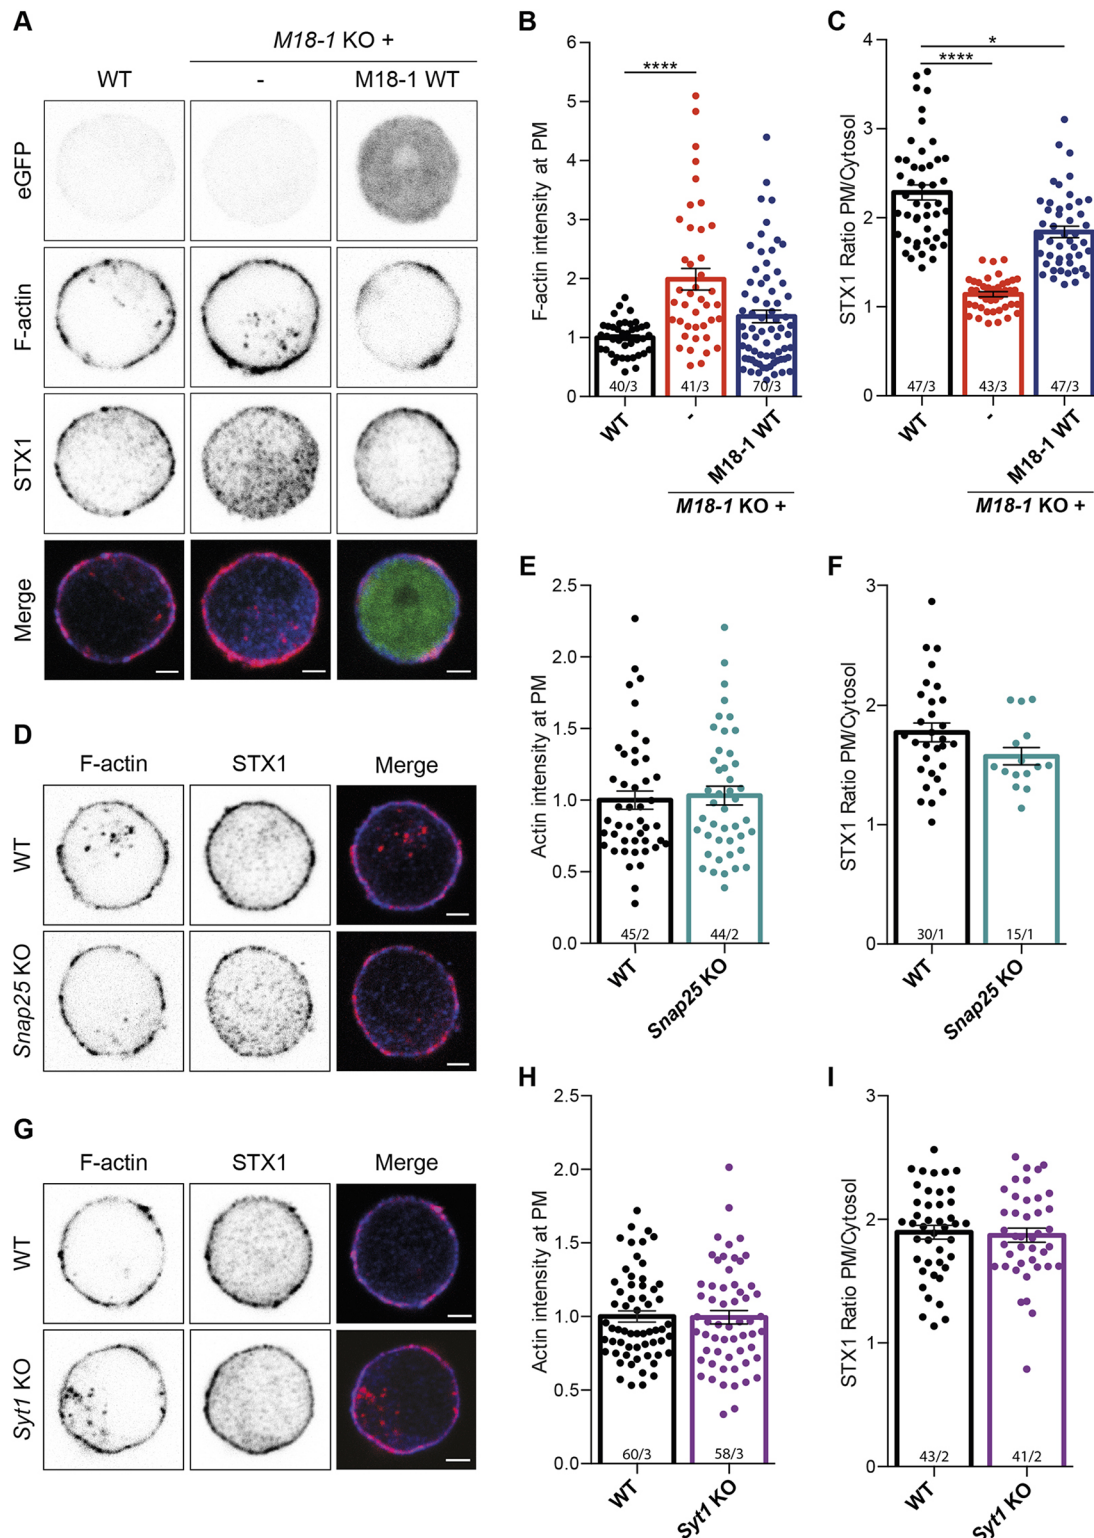 A
M18-1 KO +
WT
-
M18-1 WT
eGFP
F-actin
STX1
Merge
B
F-actin intensity at PM
6
5
4
3
2
1
0
****
40/3
41/3
70/3
WT
-
M18-1 WT
M18-1 KO +
C
STX1 Ratio PM/Cytosol
4
3
2
1
0
*
****
47/3
43/3
47/3
WT
-
M18-1 WT
M18-1 KO +
D
F-actin
STX1
Merge
WT
Snap25 KO
E
Actin intensity at PM
2.5
2.0
1.5
1.0
0.5
0.0
45/2
44/2
WT
Snap25 KO
F
STX1 Ratio PM/Cytosol
3
2
1
0
30/1
15/1
WT
Snap25 KO
G
F-actin
STX1
Merge
WT
Syt1 KO
H
Actin intensity at PM
2.5
2.0
1.5
1.0
0.5
0.0
60/3
58/3
WT
Syt1 KO
I
STX1 Ratio PM/Cytosol
3
2
1
0
43/2
41/2
WT
Syt1 KO